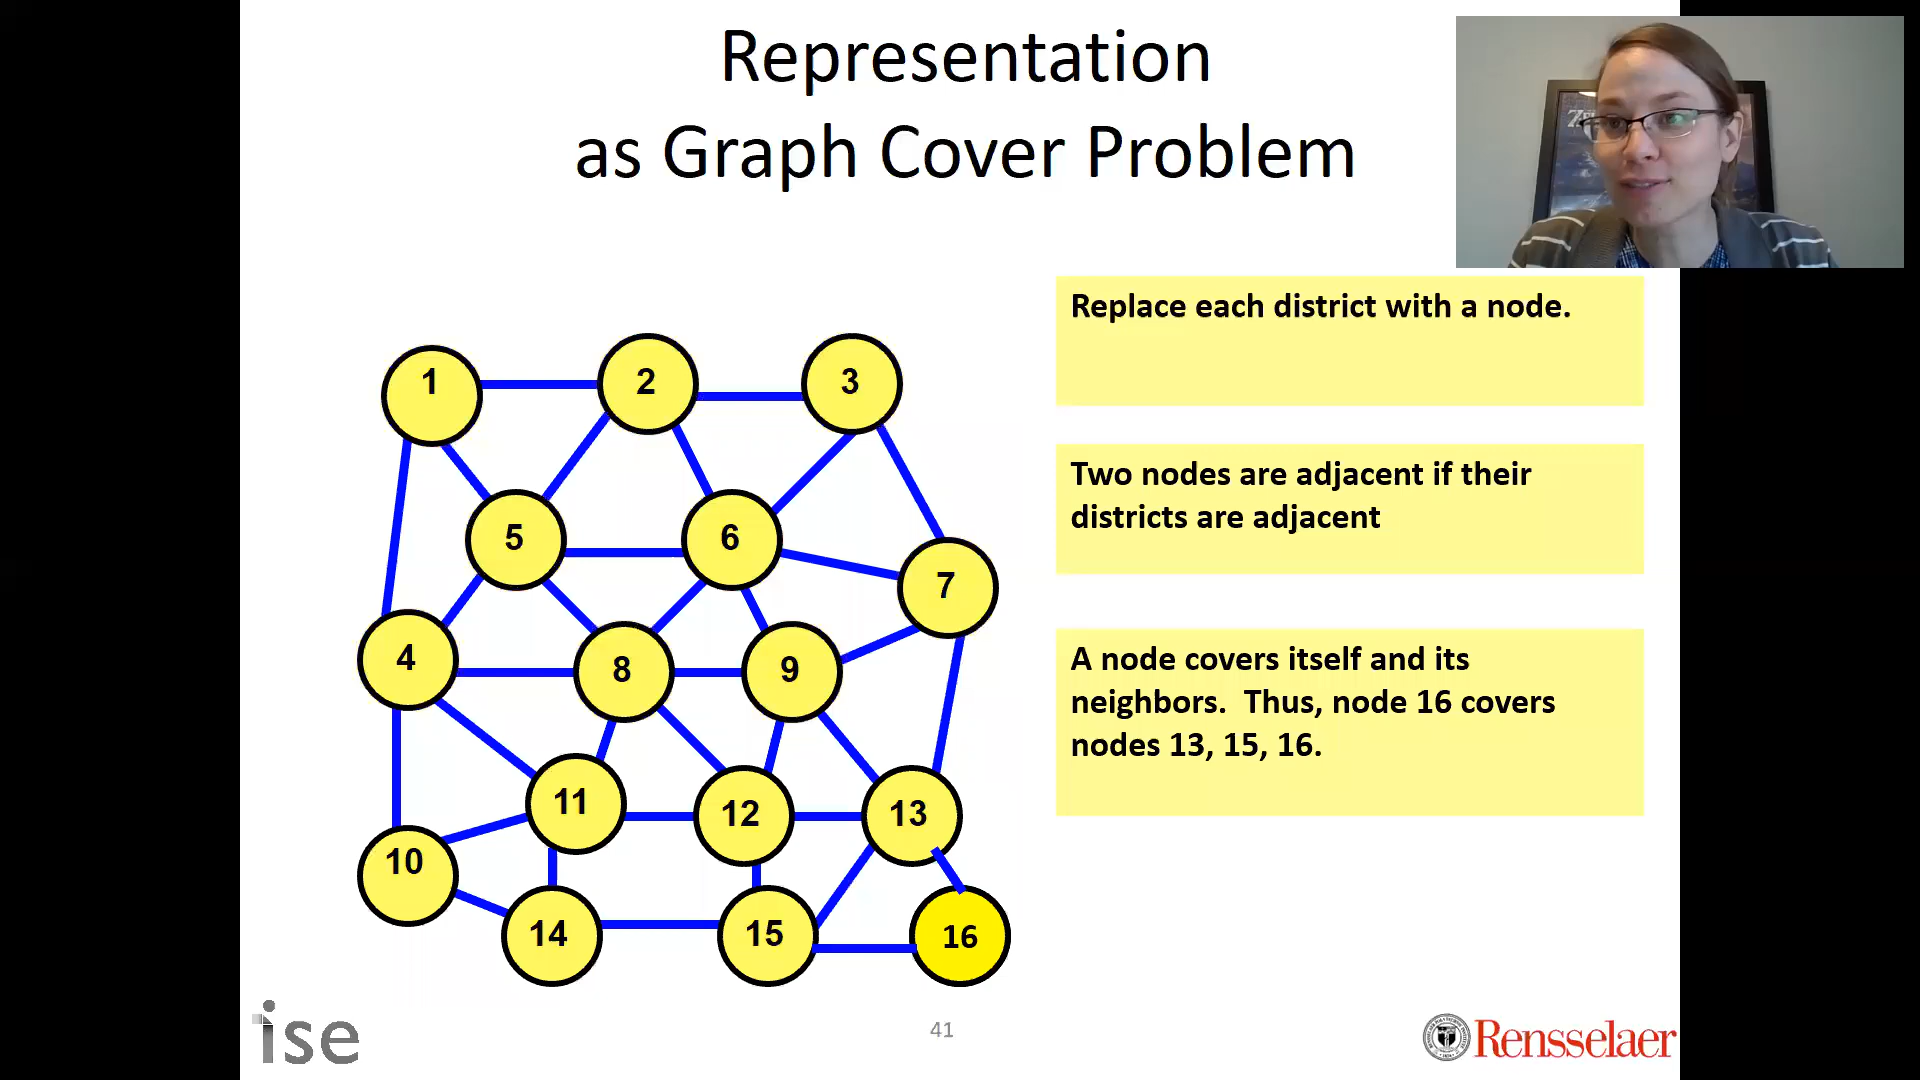 Representation
as Graph Cover Problem
Replace each district with a node.
Two nodes are adjacent if their
districts are adjacent
A node covers itself and its
neighbors. Thus, node 16 covers
nodes 13, 15, 16.
1
2
3
5
6
7
4
8
9
11
12
13
10
14
15
16
ise
41
Rensselaer